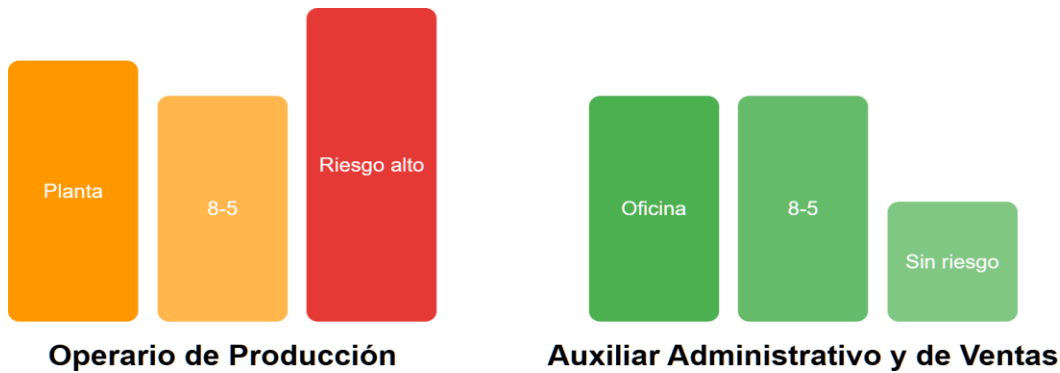 Planta
8-5
Riesgo alto
Operario de Producción
Oficina
8-5
Sin riesgo
Auxiliar Administrativo y de Ventas